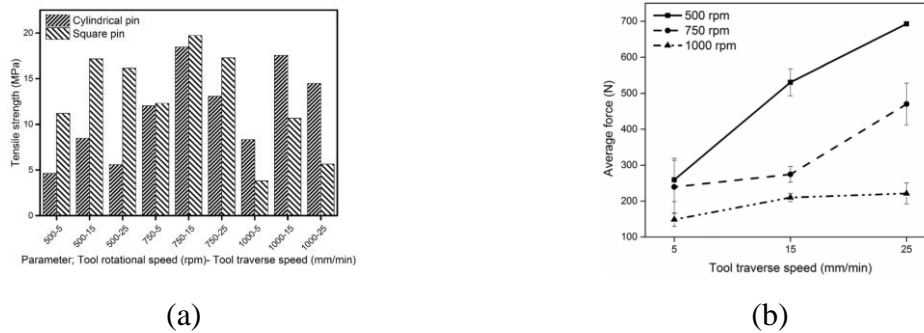 Cylindrical pin
Square pin
Tensile strength (MPa)
20
15
10
5
0
500-5
500-15
500-25
750-5
750-15
750-25
1000-5
1000-15
1000-25
Parameter; Tool rotational speed (rpm)- Tool traverse speed (mm/min)
(a)
500 rpm
750 rpm
1000 rpm
Average force (N)
700
600
500
400
300
200
100
5
15
25
Tool traverse speed (mm/min)
(b)